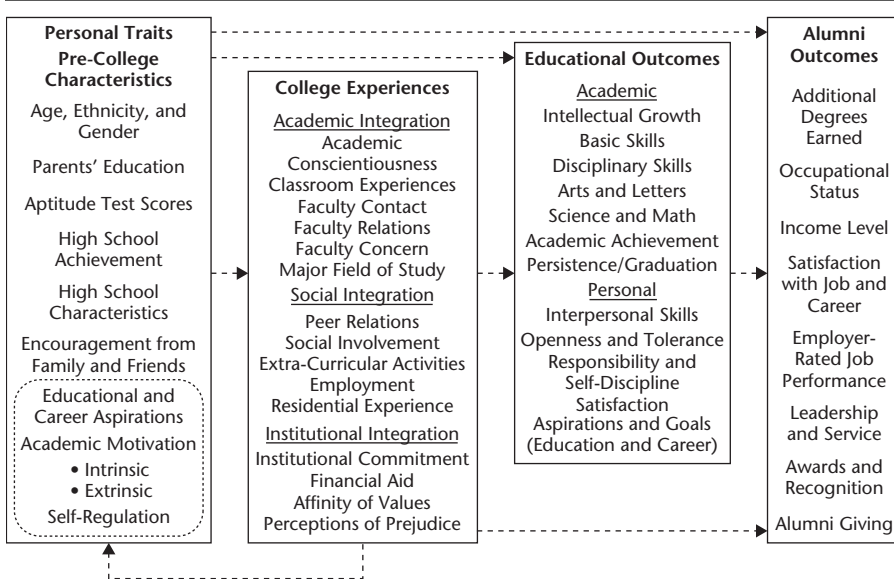 Personal Traits
Pre-College
Characteristics
Age, Ethnicity, and
Gender
Parents' Education
Aptitude Test Scores
High School
Achievement
High School
Characteristics
Encouragement from
Family and Friends
Educational and
Career Aspirations
Academic Motivation
• Intrinsic
• Extrinsic
Self-Regulation
College Experiences
Academic Integration
Academic
Conscientiousness
Classroom Experiences
Faculty Contact
Faculty Relations
Faculty Concern
Major Field of Study
Social Integration
Peer Relations
Social Involvement
Extra-Curricular Activities
Employment
Residential Experience
Institutional Integration
Institutional Commitment
Financial Aid
Affinity of Values
Perceptions of Prejudice
Educational Outcomes
Academic
Intellectual Growth
Basic Skills
Disciplinary Skills
Arts and Letters
Science and Math
Academic Achievement
Persistence/Graduation
Personal
Interpersonal Skills
Openness and Tolerance
Responsibility and
Self-Discipline
Satisfaction
Aspirations and Goals
(Education and Career)
Alumni
Outcomes
Additional
Degrees
Earned
Occupational
Status
Income Level
Satisfaction
with Job and
Career
Employer-
Rated Job
Performance
Leadership
and Service
Awards and
Recognition
Alumni Giving